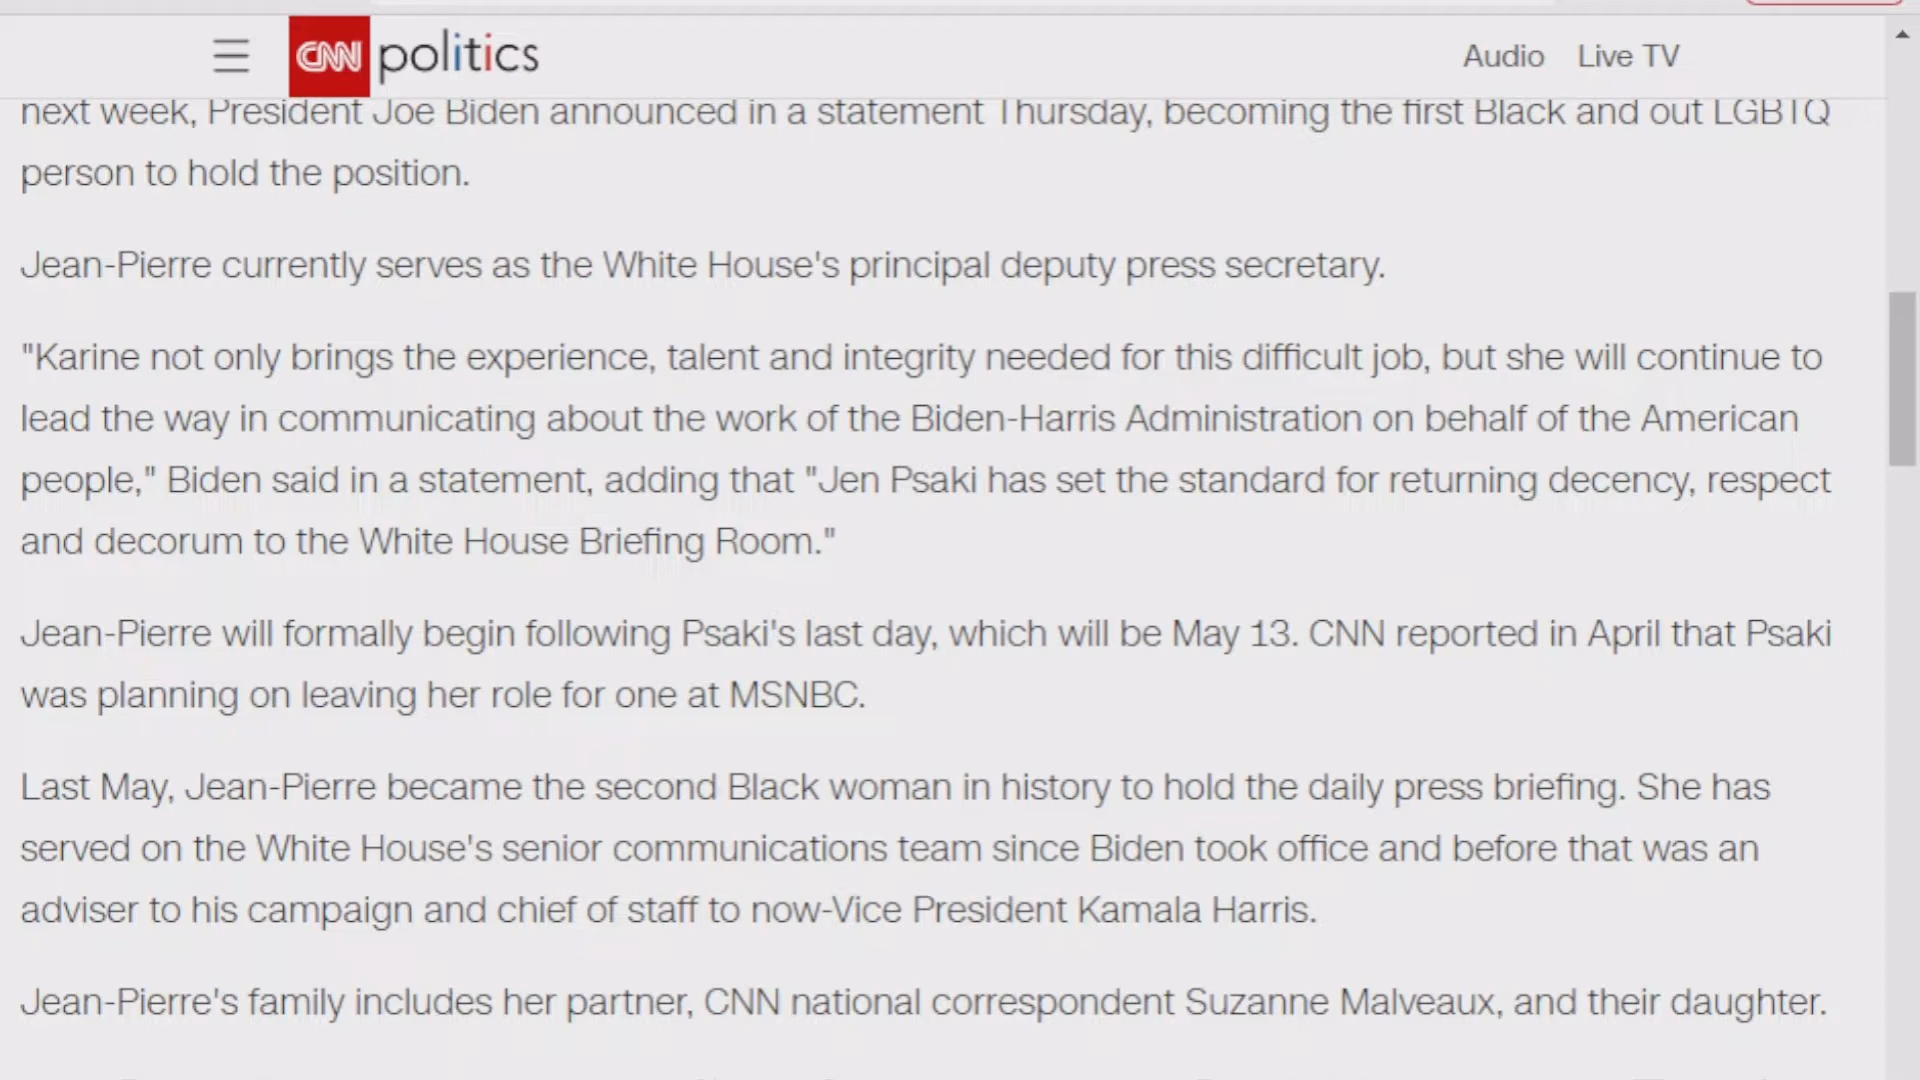 CNN politics
Audio Live TV
next week, President Joe Biden announced in a statement Thursday, becoming the first Black and out LGBTQ
person to hold the position.
Jean-Pierre currently serves as the White House's principal deputy press secretary.
"Karine not only brings the experience, talent and integrity needed for this difficult job, but she will continue to
lead the way in communicating about the work of the Biden-Harris Administration on behalf of the American
people," Biden said in a statement, adding that "Jen Psaki has set the standard for returning decency, respect
and decorum to the White House Briefing Room."
Jean-Pierre will formally begin following Psaki's last day, which will be May 13. CNN reported in April that Psaki
was planning on leaving her role for one at MSNBC.
Last May, Jean-Pierre became the second Black woman in history to hold the daily press briefing. She has
served on the White House's senior communications team since Biden took office and before that was an
adviser to his campaign and chief of staff to now-Vice President Kamala Harris.
Jean-Pierre's family includes her partner, CNN national correspondent Suzanne Malveaux, and their daughter.